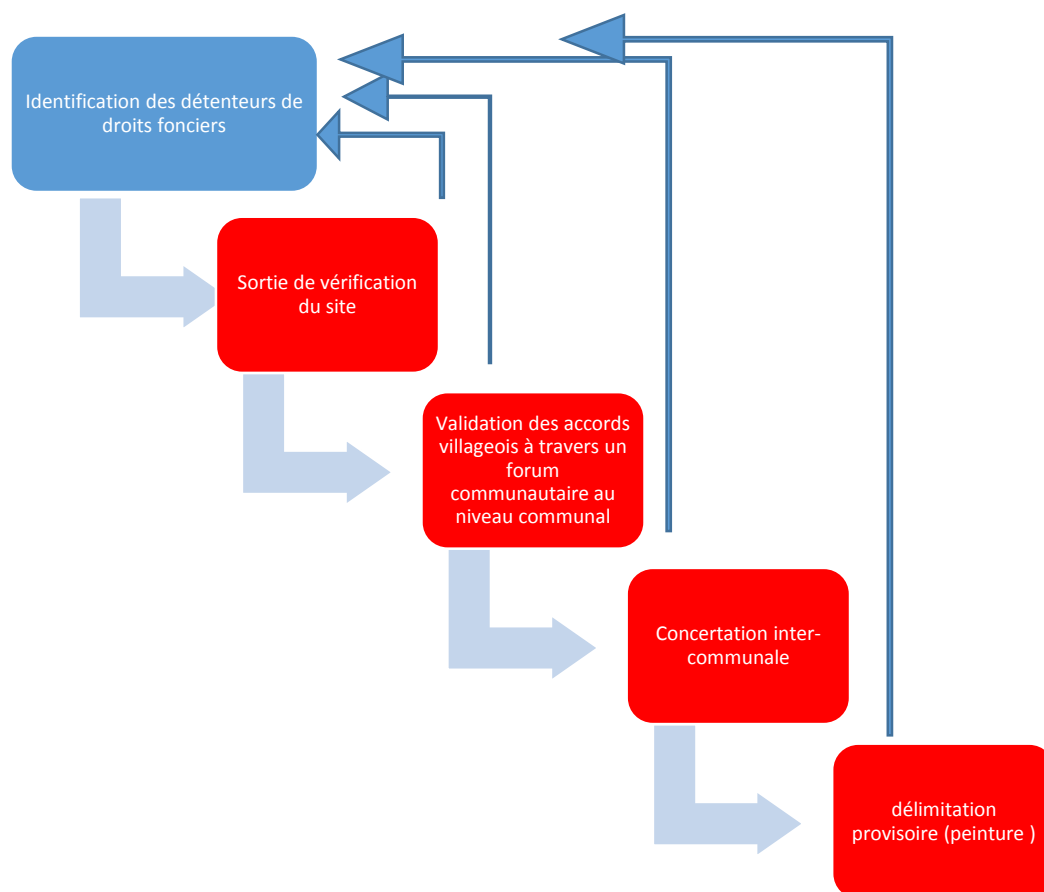 Identification des détenteurs de
droits fonciers
Sortie de vérification
du site
Validation des accords
villageois à travers un
forum
communautaire au
niveau communal
Concertation inter-
communale
délimitation
provisoire (peinture )